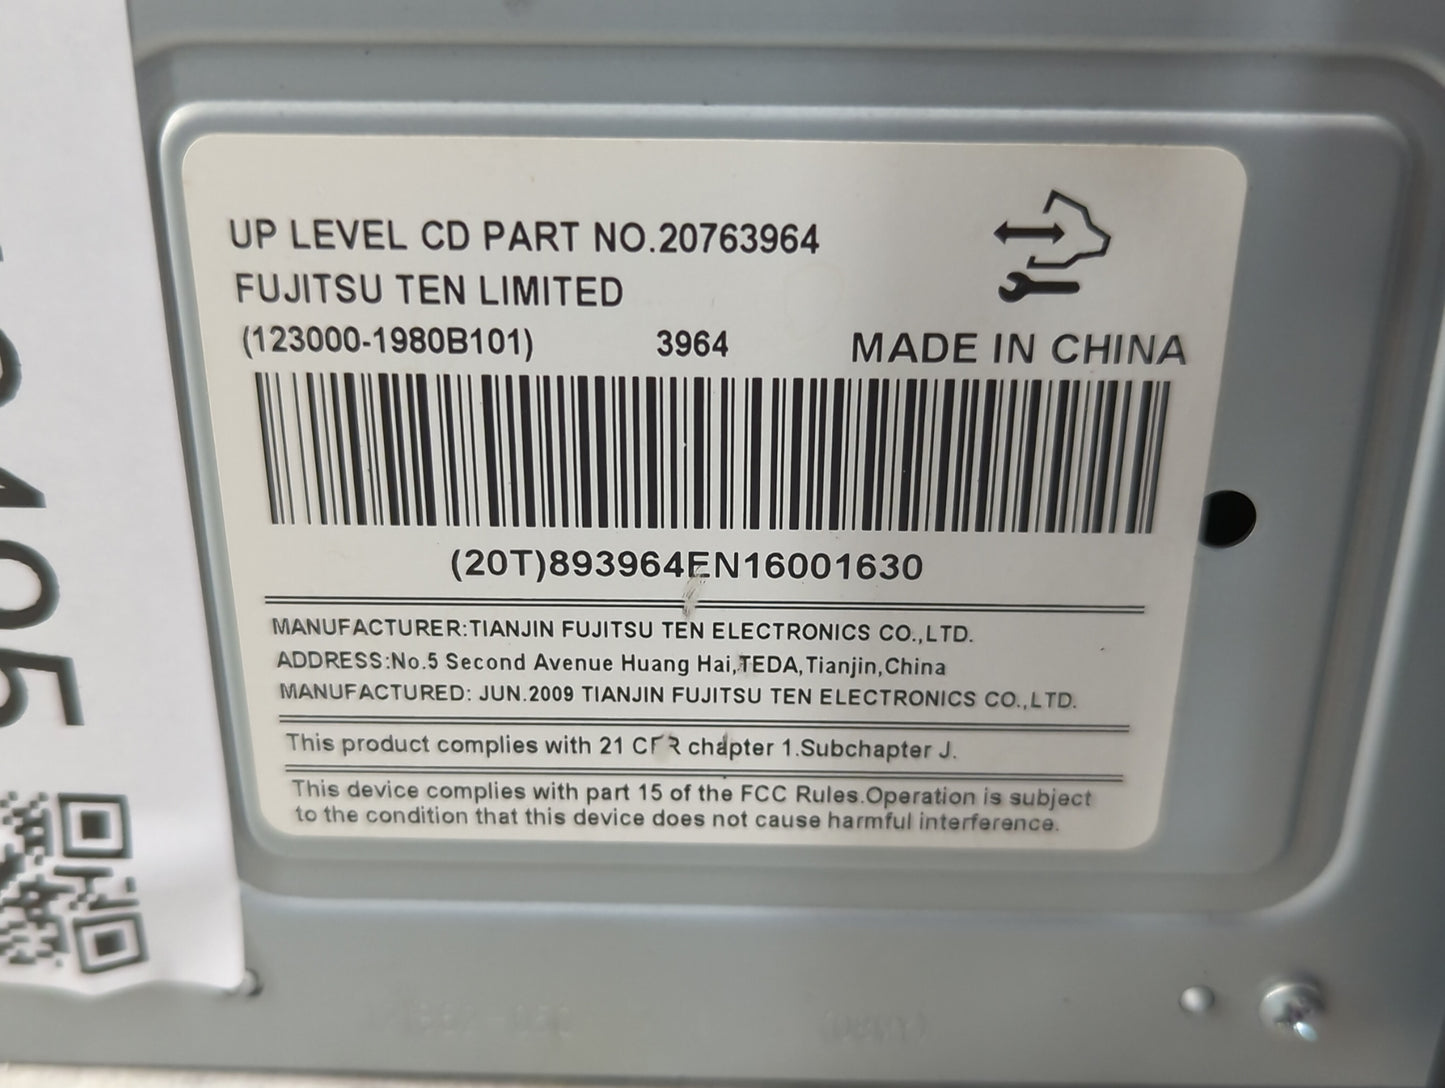 UP LEVEL CD PART NO.20763964
FUJITSU TEN LIMITED
(123000-1980B101) 3964 MADE IN CHINA
(20T)893964EN16001630
MANUFACTURER:TIANJIN FUJITSU TEN ELECTRONICS CO.,LTD.
ADDRESS:No.5 Second Avenue Huang Hai,TEDA,Tianjin,China
MANUFACTURED: JUN.2009 TIANJIN FUJITSU TEN ELECTRONICS CO.,LTD.
This product complies with 21 CFR chapter 1.Subchapter J.
This device complies with part 15 of the FCC Rules.Operation is subject
to the condition that this device does not cause harmful interference.